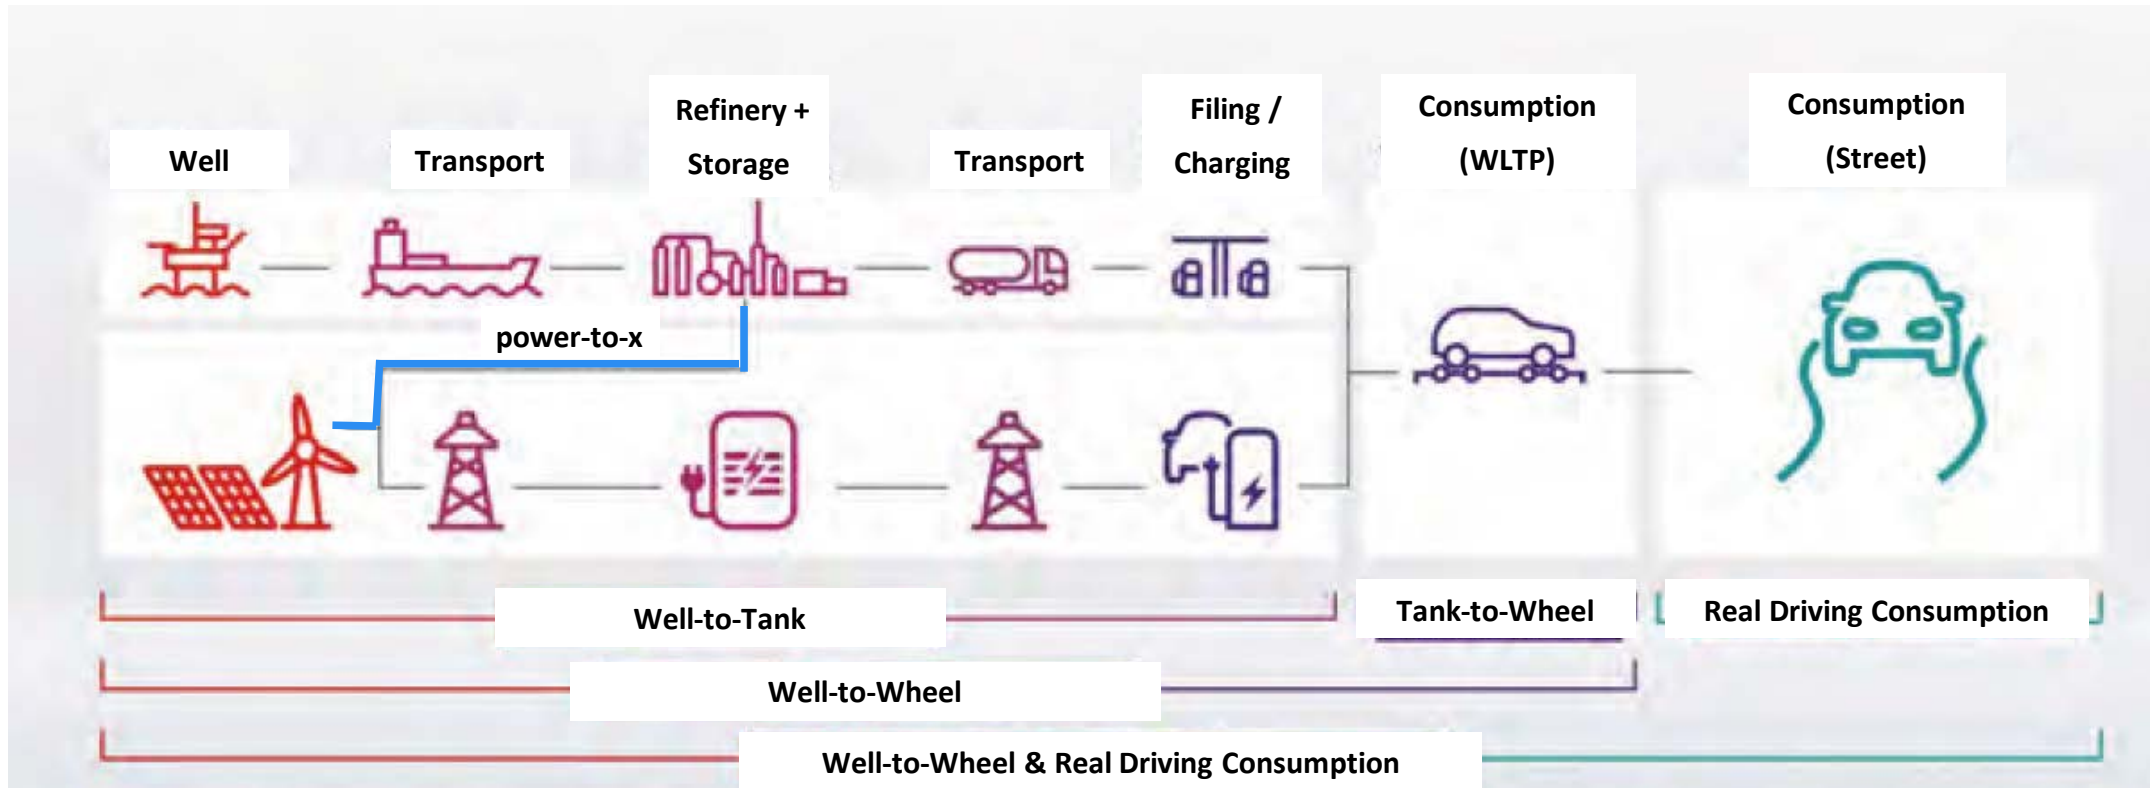 Well
Transport
Refinery +
Storage
Transport
Filing /
Charging
Consumption
(WLTP)
Consumption
(Street)
power-to-x
Well-to-Tank
Tank-to-Wheel
Real Driving Consumption
Well-to-Wheel
Well-to-Wheel & Real Driving Consumption